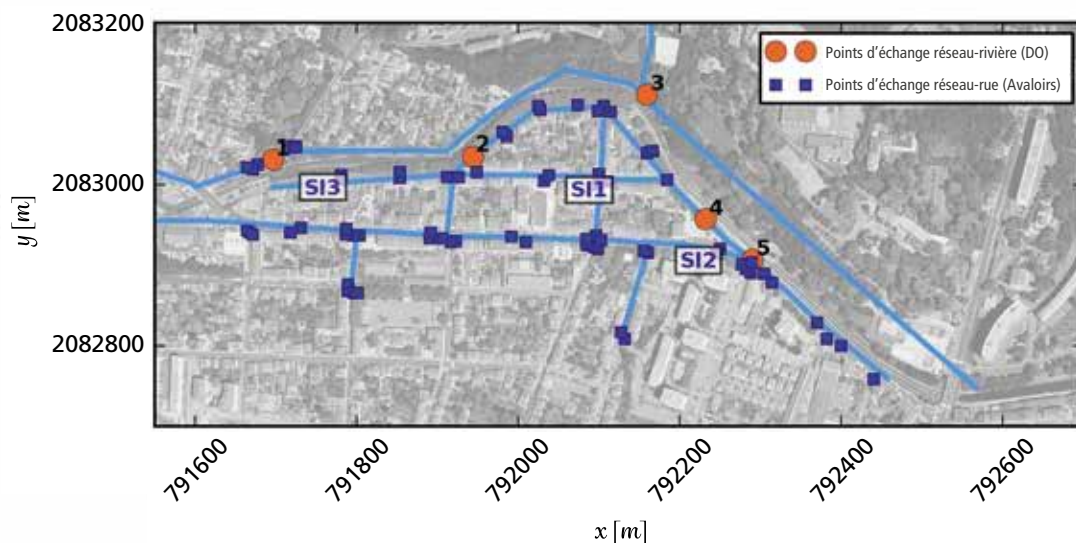 2083200
2083000
2082800
y [m]
Points d'échange réseau-rivière (DO)
Points d'échange réseau-rue (Avaloirs)
1
2
3
4
5
SI3
SI1
SI2
791600
791800
792000
792200
792400
792600
x [m]